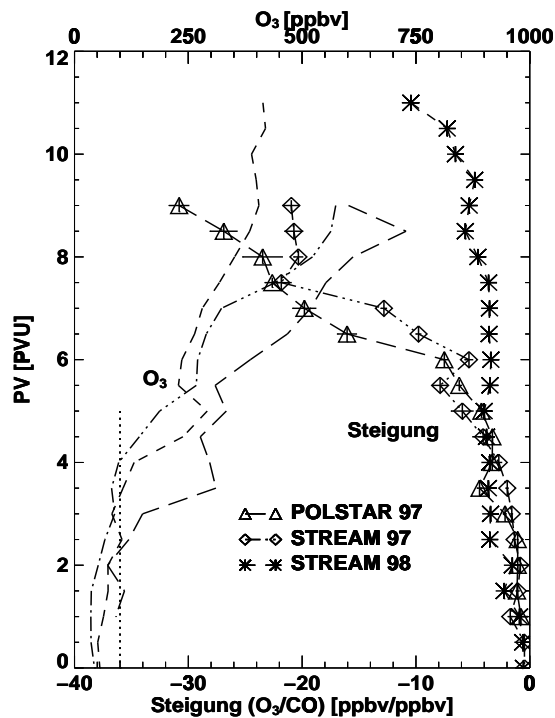 O₃ [ppbv]
0 250 500 750 1000
12
10
8
6
4
2
0
PV [PVU]
O₃
Steigung
POLSTAR 97
STREAM 97
STREAM 98
−40 −30 −20 −10 0
Steigung (O₃/CO) [ppbv/ppbv]